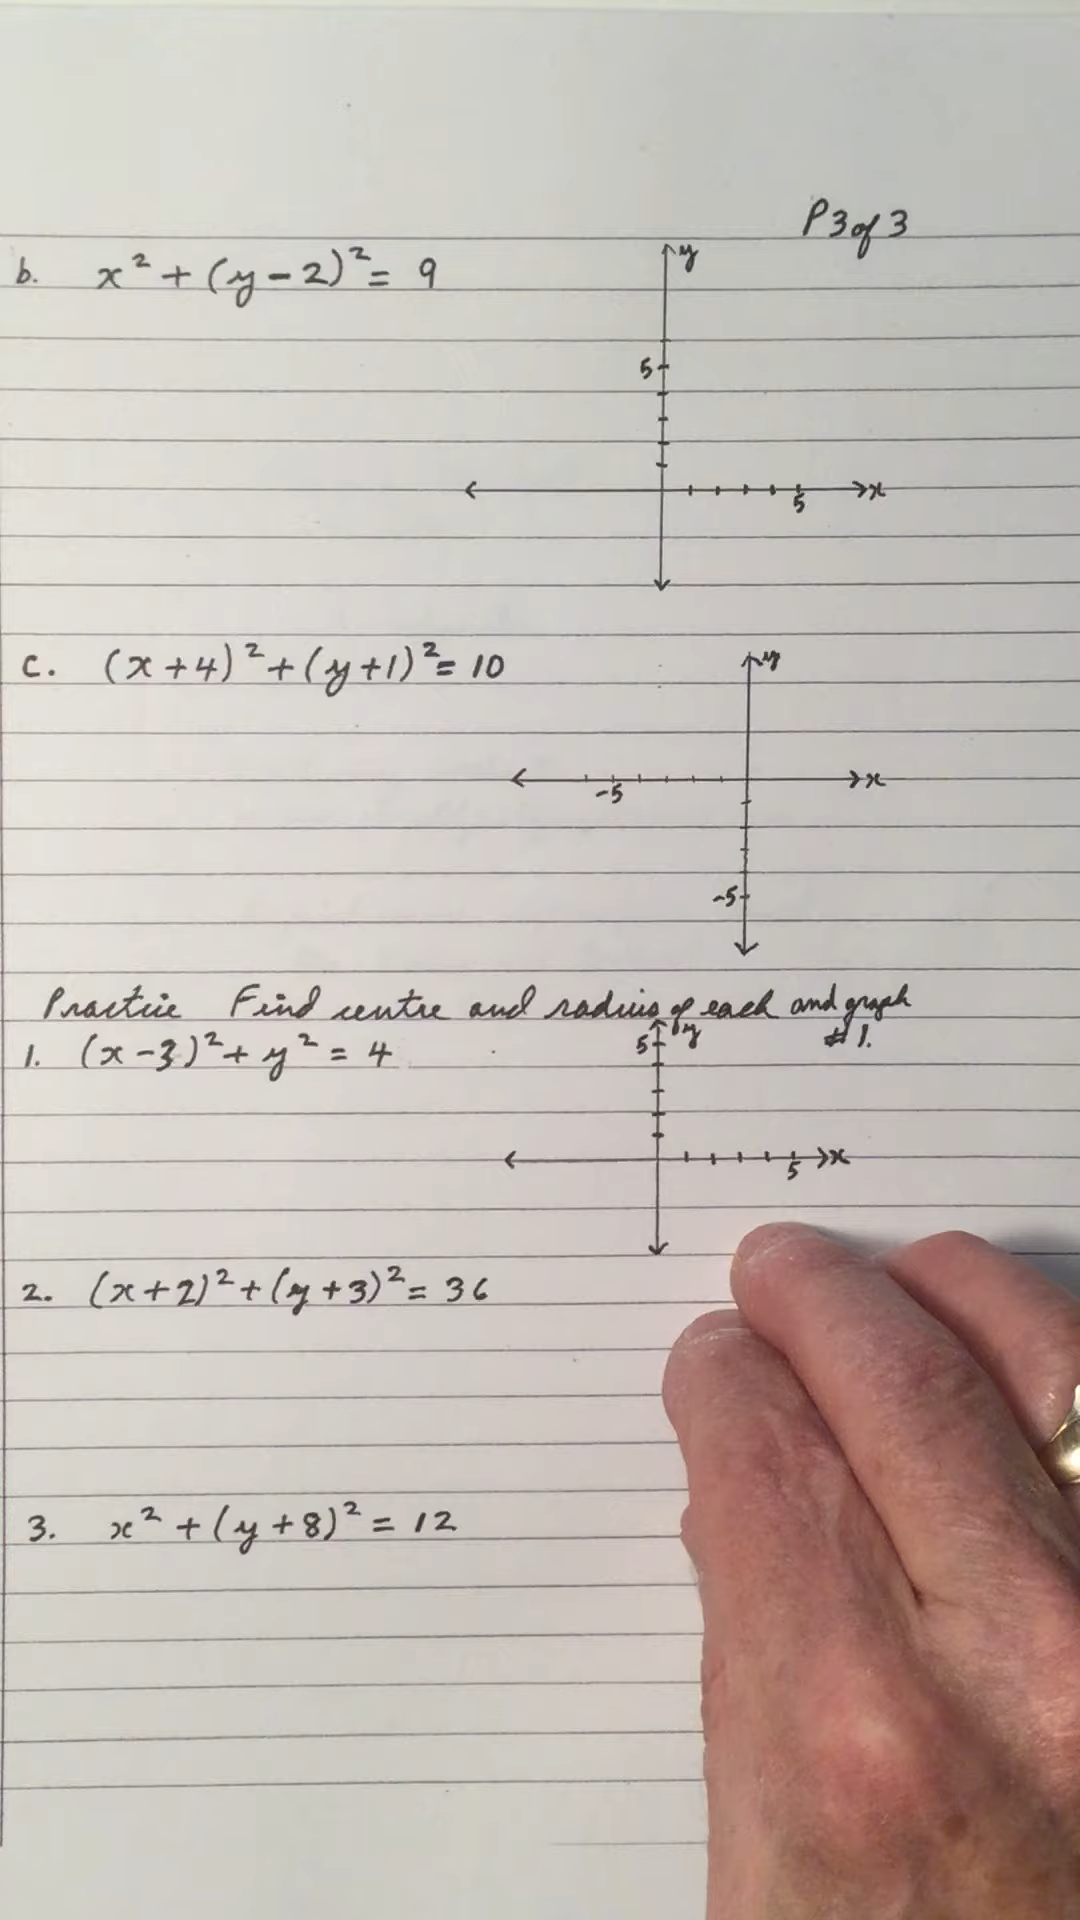 P3of 3
b. x² + (y-2)² = 9
y
5
x
5
c. (x+4)² + (y+1)² = 10
y
x
-5
-5
Practice Find centre and radius of each and graph
1. (x-3)² + y² = 4
5 y #1.
x
5
2. (x+2)² + (y+3)² = 36
3. x² + (y+8)² = 12